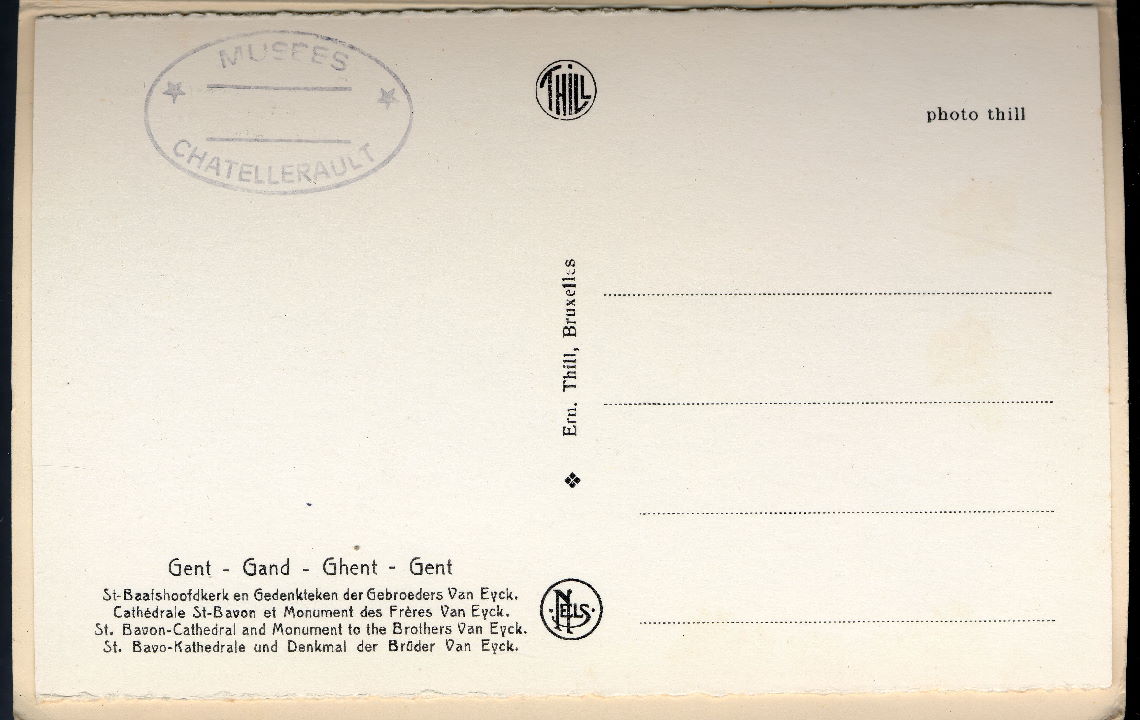 MUSEES
CHATELLERAULT
THILL
photo thill
Ern. Thill, Bruxelles
Gent - Gand - Ghent - Gent
St-Baafshoofdkerk en Gedenkteken der Gebroeders Van Eyck.
Cathédrale St-Bavon et Monument des Frères Van Eyck.
St. Bavon-Cathedral and Monument to the Brothers Van Eyck.
St. Bavo-Kathedrale und Denkmal der Brüder Van Eyck.
NELS